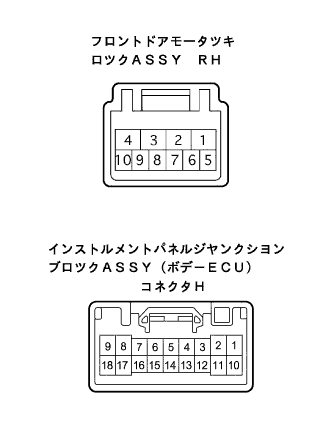 フロントドアモータツキ
ロツクASSY RH
4 3 2 1
10 9 8 7 6 5
インストルメントパネルジヤンクシヨン
ブロツクASSY(ボデーECU)
コネクタH
9 8 7 6 5 4 3 2 1
18 17 16 15 14 13 12 11 10